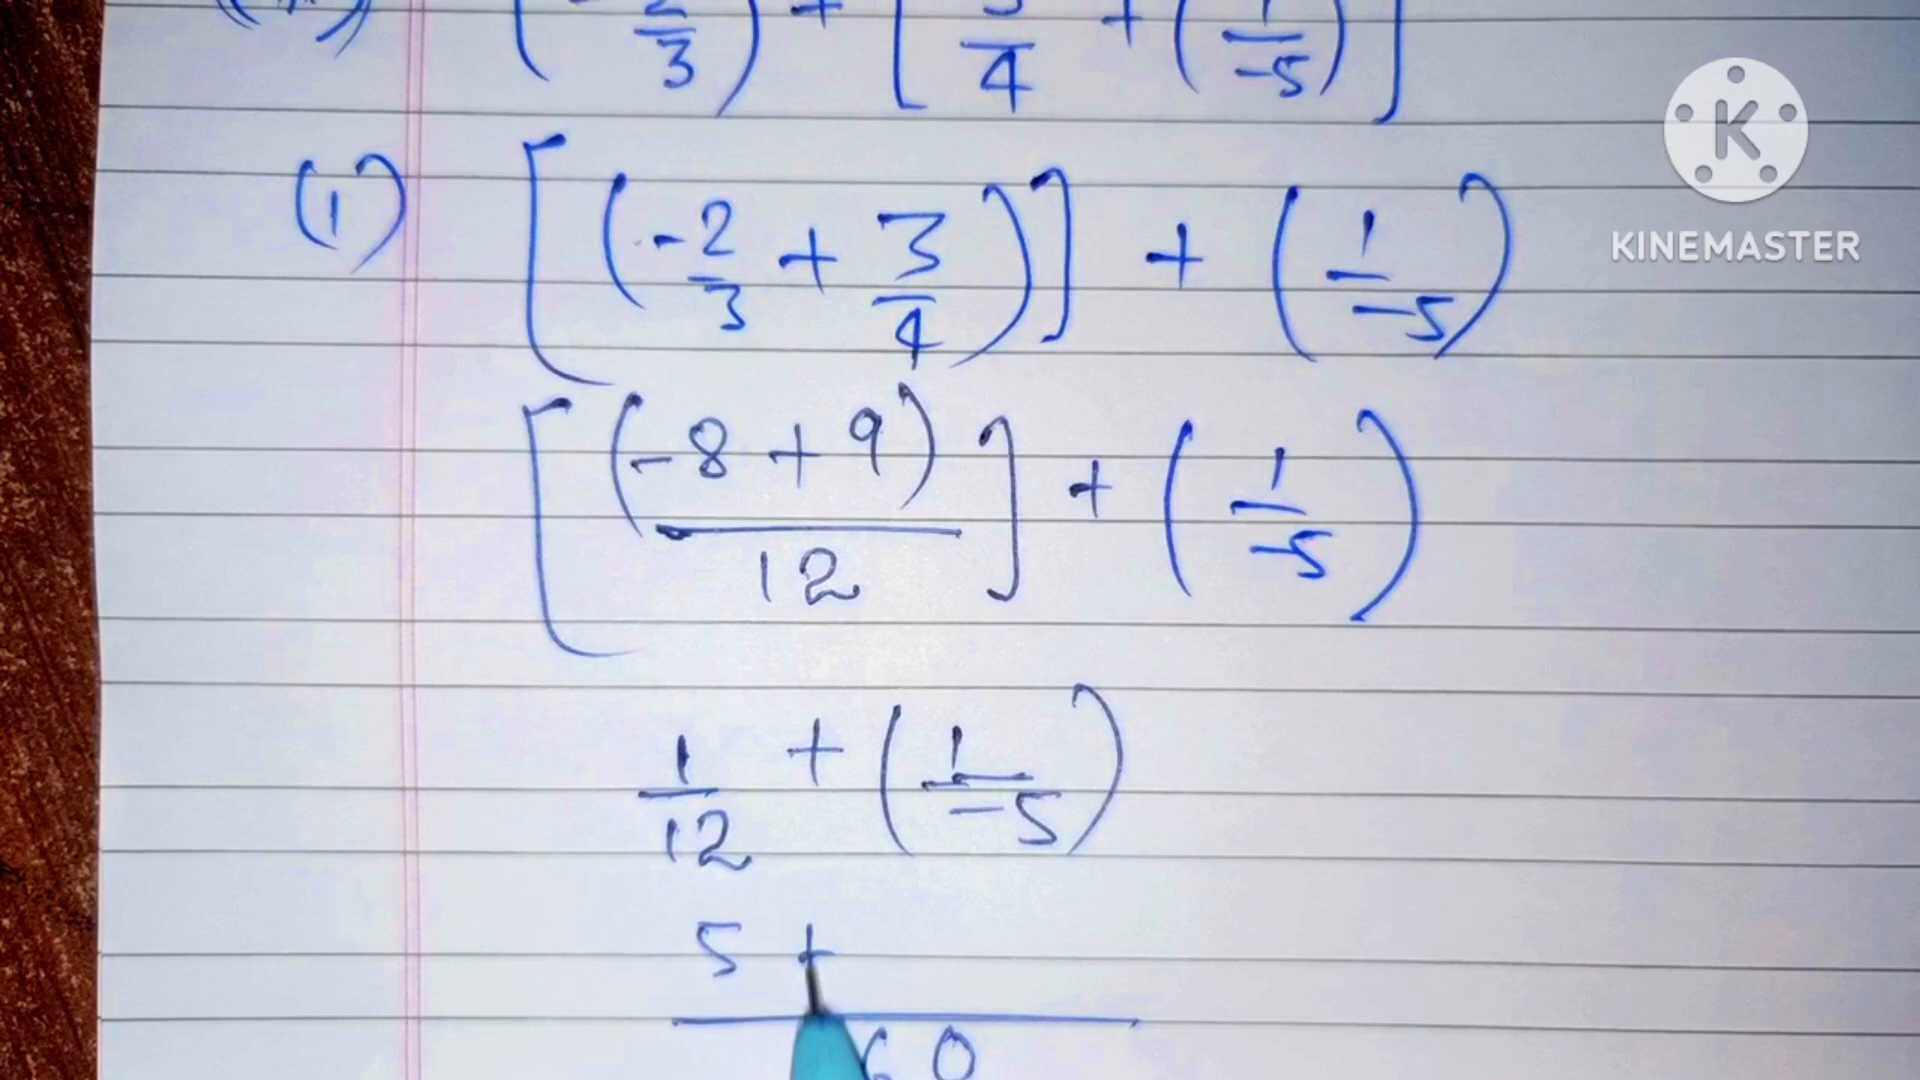 (-2/3) + [3/4 + (1/-5)]
(1) [(-2/3 + 3/4)] + (1/-5)
[(-8 + 9)/12] + (1/-5)
1/12 + (1/-5)
5 +
60
K
KINEMASTER